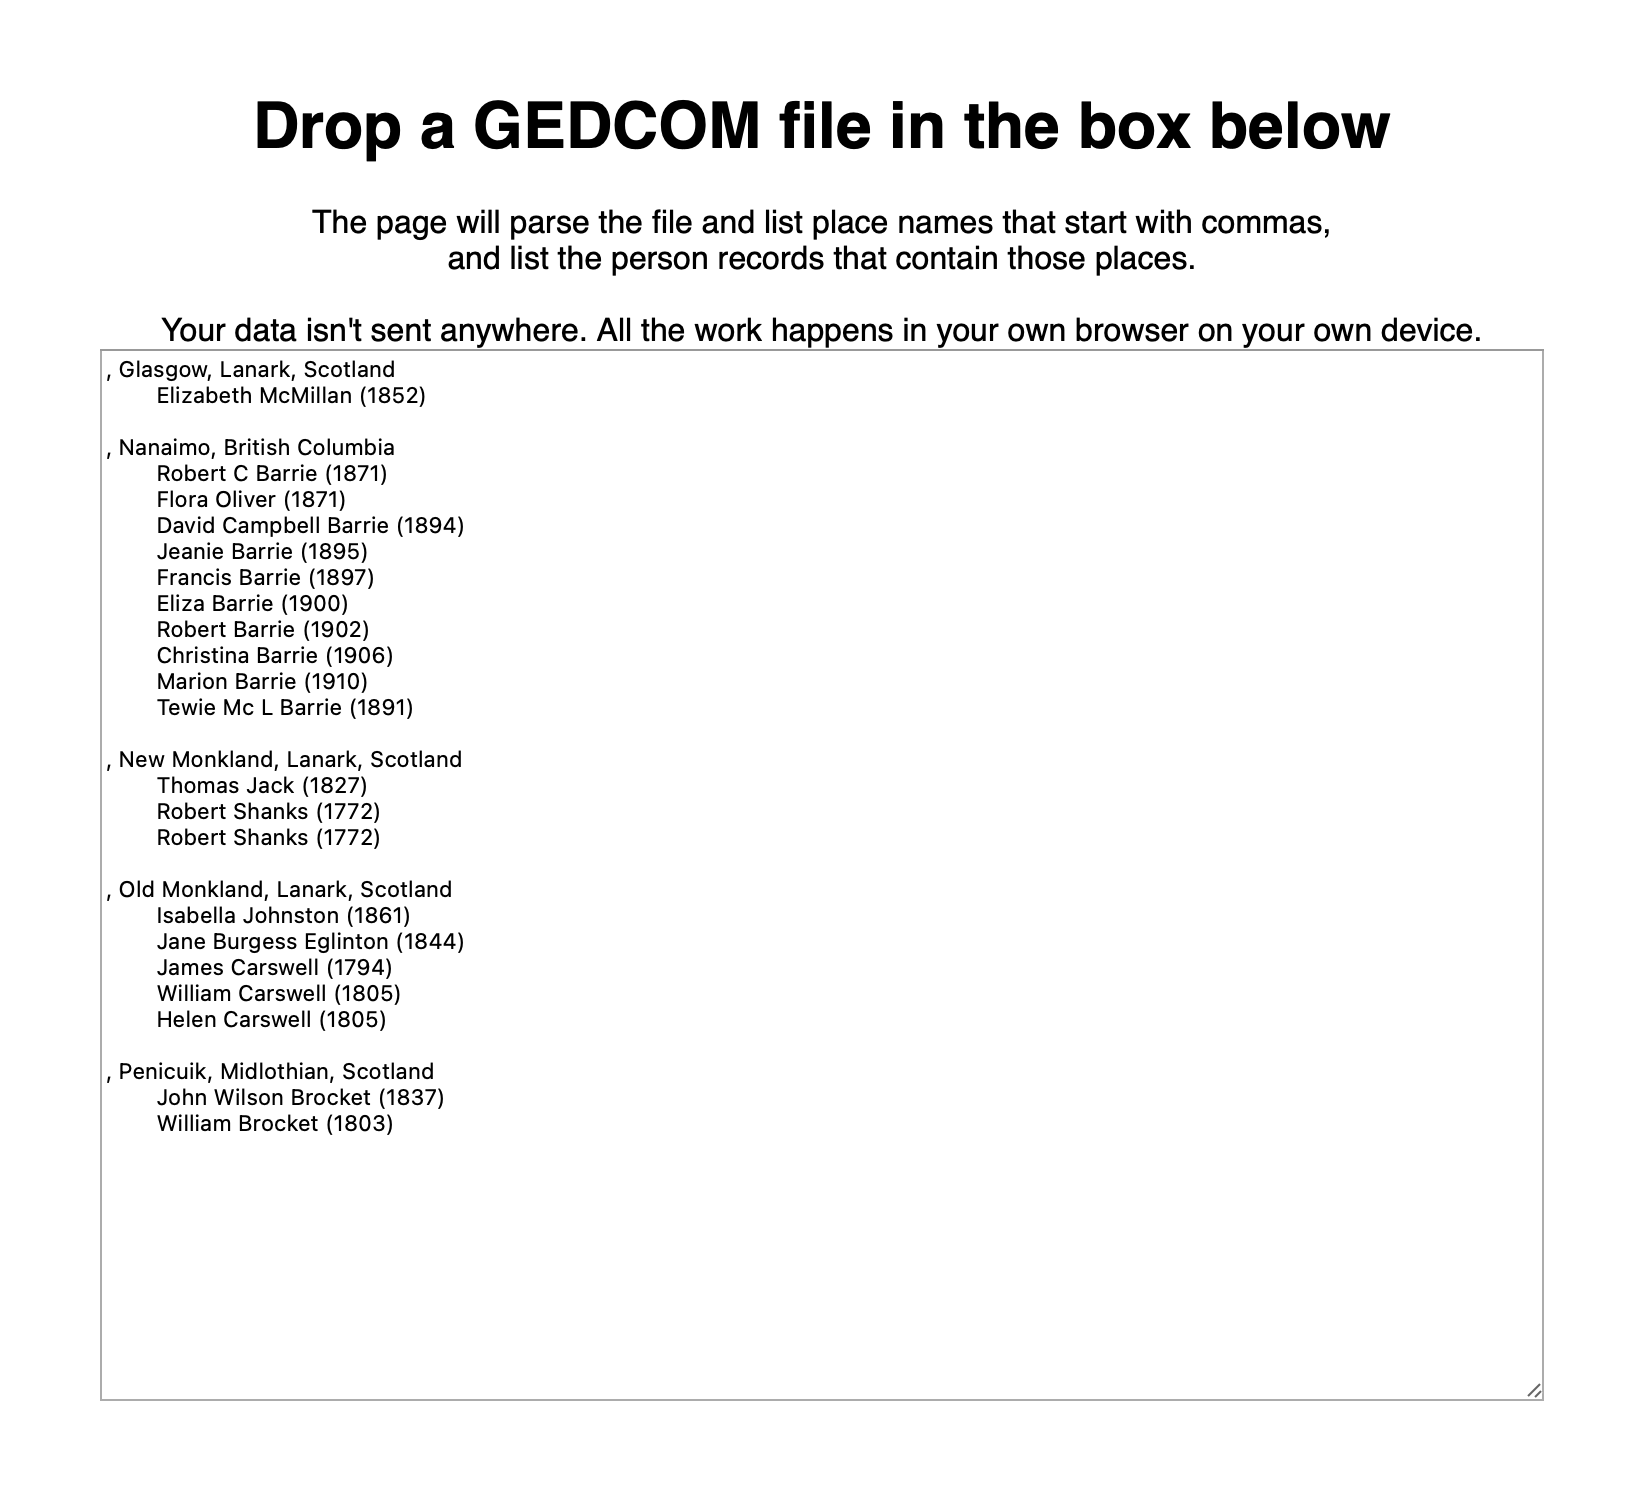 Drop a GEDCOM file in the box below
The page will parse the file and list place names that start with commas,
and list the person records that contain those places.
Your data isn't sent anywhere. All the work happens in your own browser on your own device.
, Glasgow, Lanark, Scotland
Elizabeth McMillan (1852)
, Nanaimo, British Columbia
Robert C Barrie (1871)
Flora Oliver (1871)
David Campbell Barrie (1894)
Jeanie Barrie (1895)
Francis Barrie (1897)
Eliza Barrie (1900)
Robert Barrie (1902)
Christina Barrie (1906)
Marion Barrie (1910)
Tewie Mc L Barrie (1891)
, New Monkland, Lanark, Scotland
Thomas Jack (1827)
Robert Shanks (1772)
Robert Shanks (1772)
, Old Monkland, Lanark, Scotland
Isabella Johnston (1861)
Jane Burgess Eglinton (1844)
James Carswell (1794)
William Carswell (1805)
Helen Carswell (1805)
, Penicuik, Midlothian, Scotland
John Wilson Brocket (1837)
William Brocket (1803)